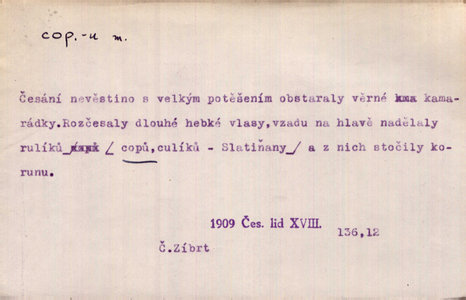 cop, -u m.
Česání nevěstino s velkým potěšením obstaraly věrné kama-
rádky.Rozčesaly dlouhé hebké vlasy,vzadu na hlavě nadělaly
rulíků / copů,culíků - Slatiňany / a z nich stočily ko-
runu.
1909 Čes. lid XVIII. 136,12
Č.Zíbrt